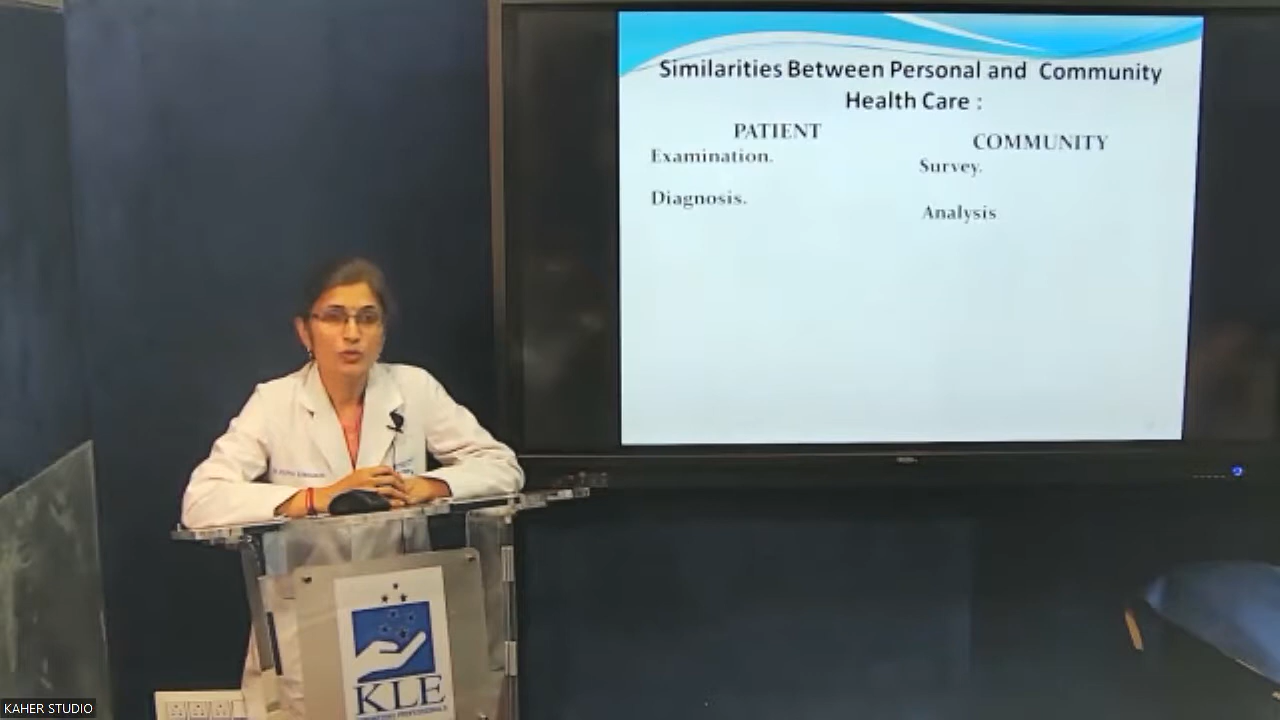 Similarities Between Personal and Community
Health Care :
PATIENT
Examination.
Diagnosis.
COMMUNITY
Survey.
Analysis
KLE
KAHER STUDIO